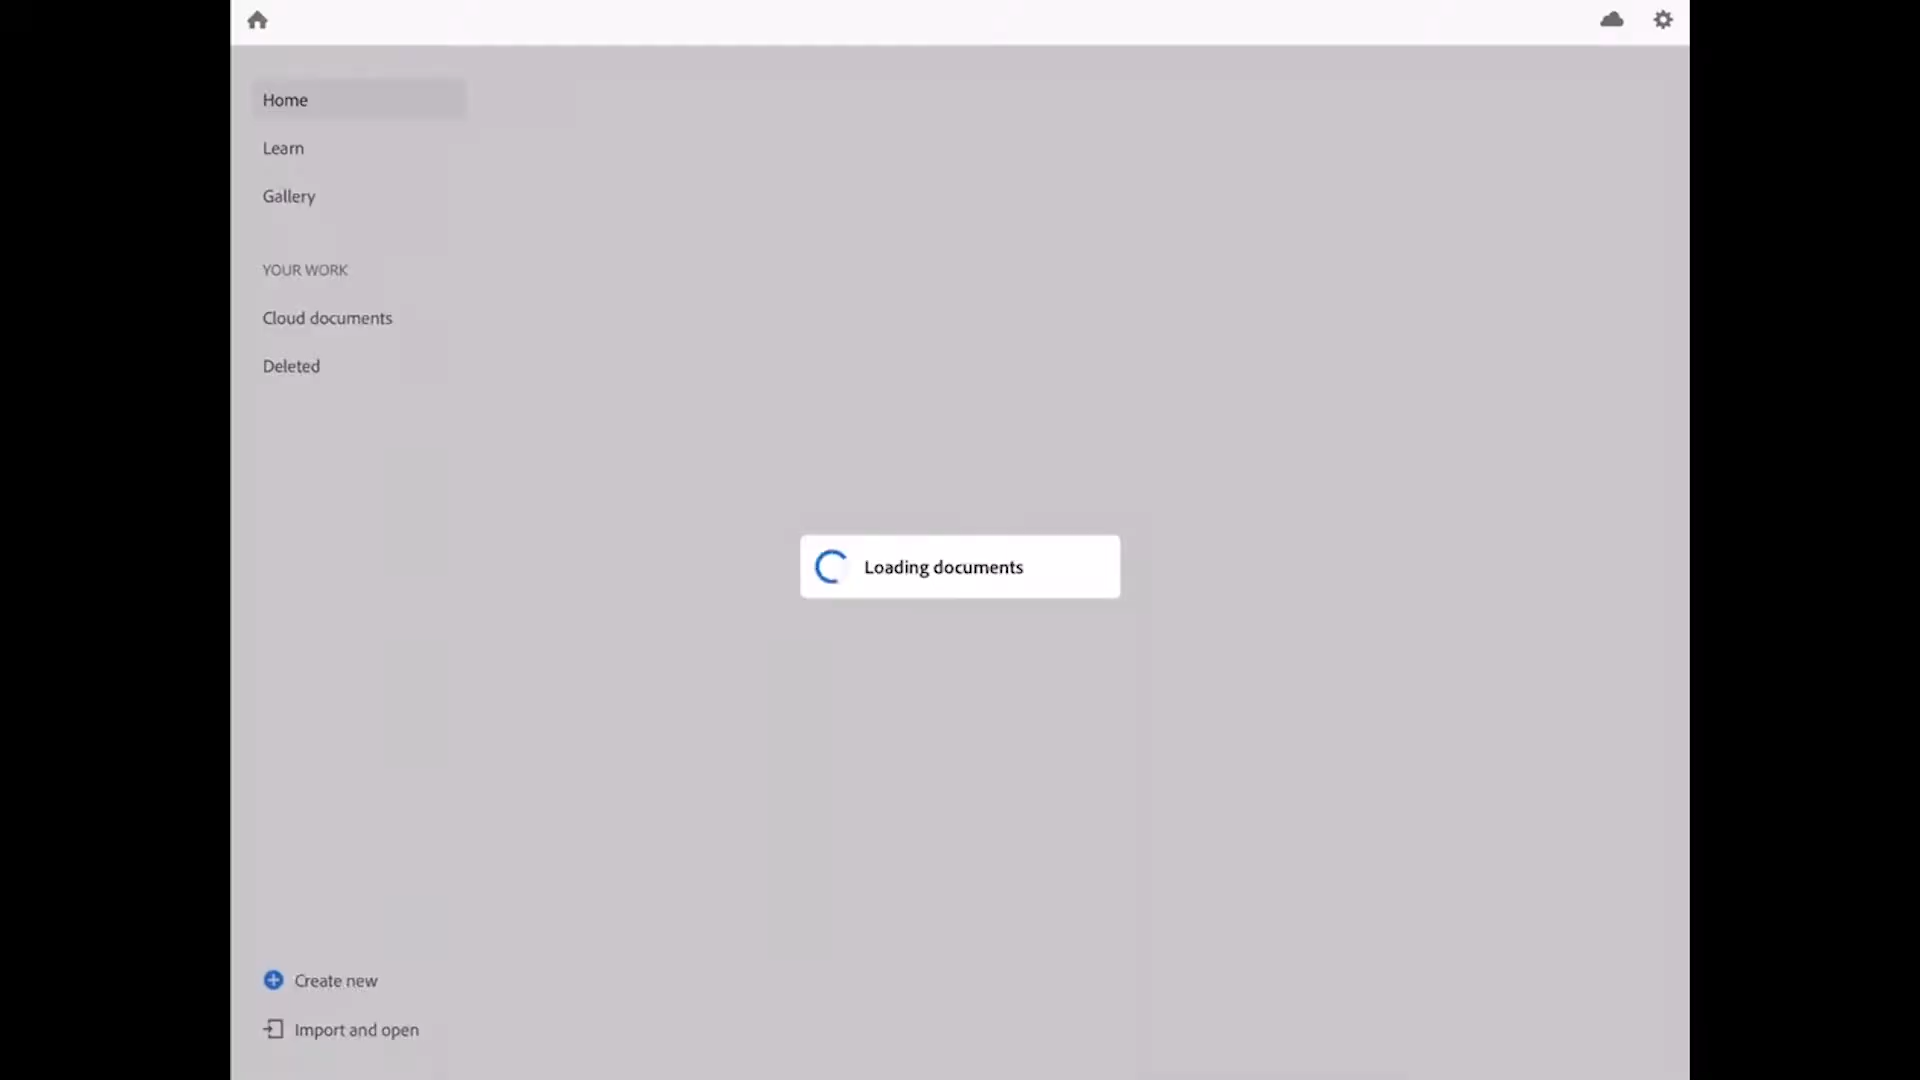 Home
Learn
Gallery
YOUR WORK
Cloud documents
Deleted
Loading documents
Create new
Import and open